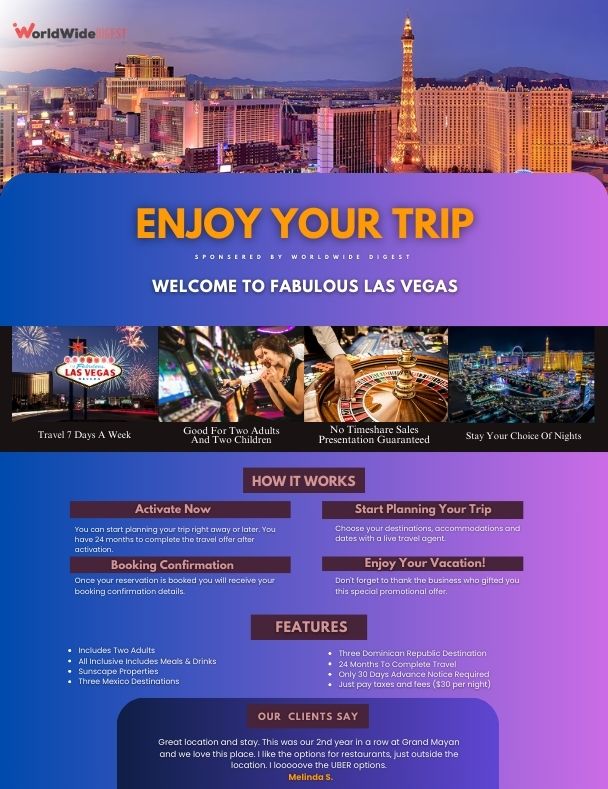 WorldWide DIGEST
ENJOY YOUR TRIP
SPONSERED BY WORLDWIDE DIGEST
WELCOME TO FABULOUS LAS VEGAS
Welcome
To Fabulous
LAS VEGAS
NEVADA
Travel 7 Days A Week
Good For Two Adults
And Two Children
No Timeshare Sales
Presentation Guaranteed
Stay Your Choice Of Nights
HOW IT WORKS
Activate Now
You can start planning your trip right away or later. You
have 24 months to complete the travel offer after
activation.
Start Planning Your Trip
Choose your destinations, accommodations and
dates with a live travel agent.
Booking Confirmation
Once your reservation is booked you will receive your
booking confirmation details.
Enjoy Your Vacation!
Don't forget to thank the business who gifted you
this special promotional offer.
FEATURES
Includes Two Adults
All Inclusive Includes Meals & Drinks
Sunscape Properties
Three Mexico Destinations
Three Dominican Republic Destination
24 Months To Complete Travel
Only 30 Days Advance Notice Required
Just pay taxes and fees ($30 per night)
OUR CLIENTS SAY
Great location and stay. This was our 2nd year in a row at Grand Mayan
and we love this place. I like the options for restaurants, just outside the
location. I looooove the UBER options.
Melinda S.